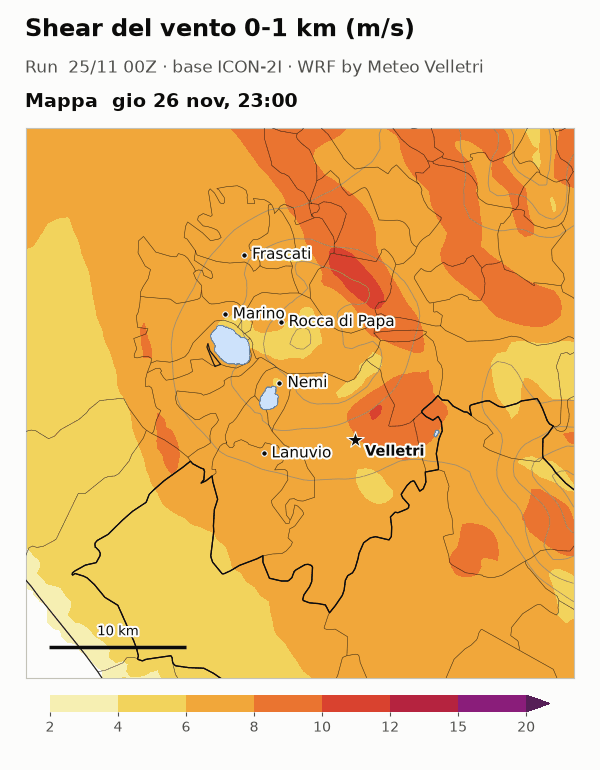 Shear del vento 0-1 km (m/s)
Run  25/11 00Z · base ICON-2I · WRF by Meteo Velletri
Mappa  gio 26 nov, 23:00
Frascati
Marino
Rocca di Papa
Nemi
Velletri
Lanuvio
10 km
2 4 6 8 10 12 15 20